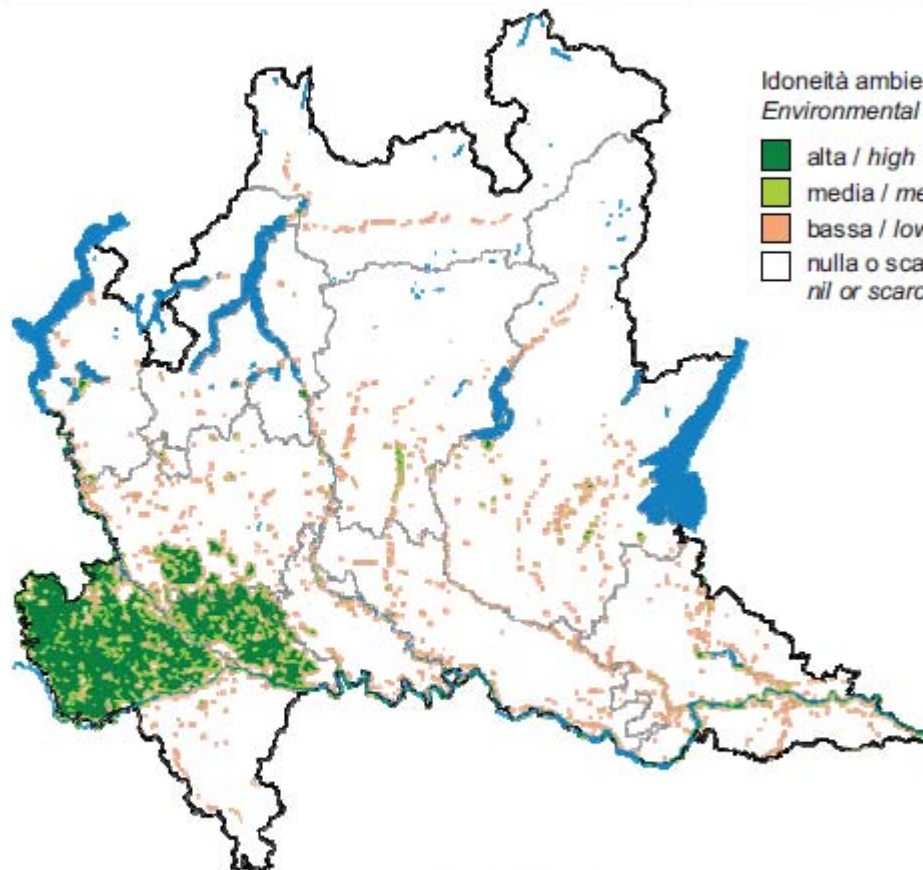 Idoneità ambie
Environmental
alta / high
media / me
bassa / low
nulla o sca
nil or scarc